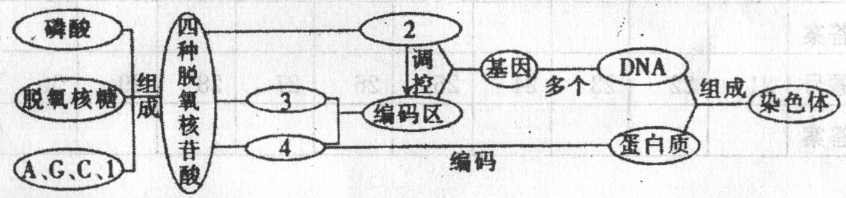 磷酸
脱氧核糖
A、G、C、1
组成
四种脱氧核苷酸
2
调控
3
4
编码区
基因
多个
DNA
编码
蛋白质
组成
染色体